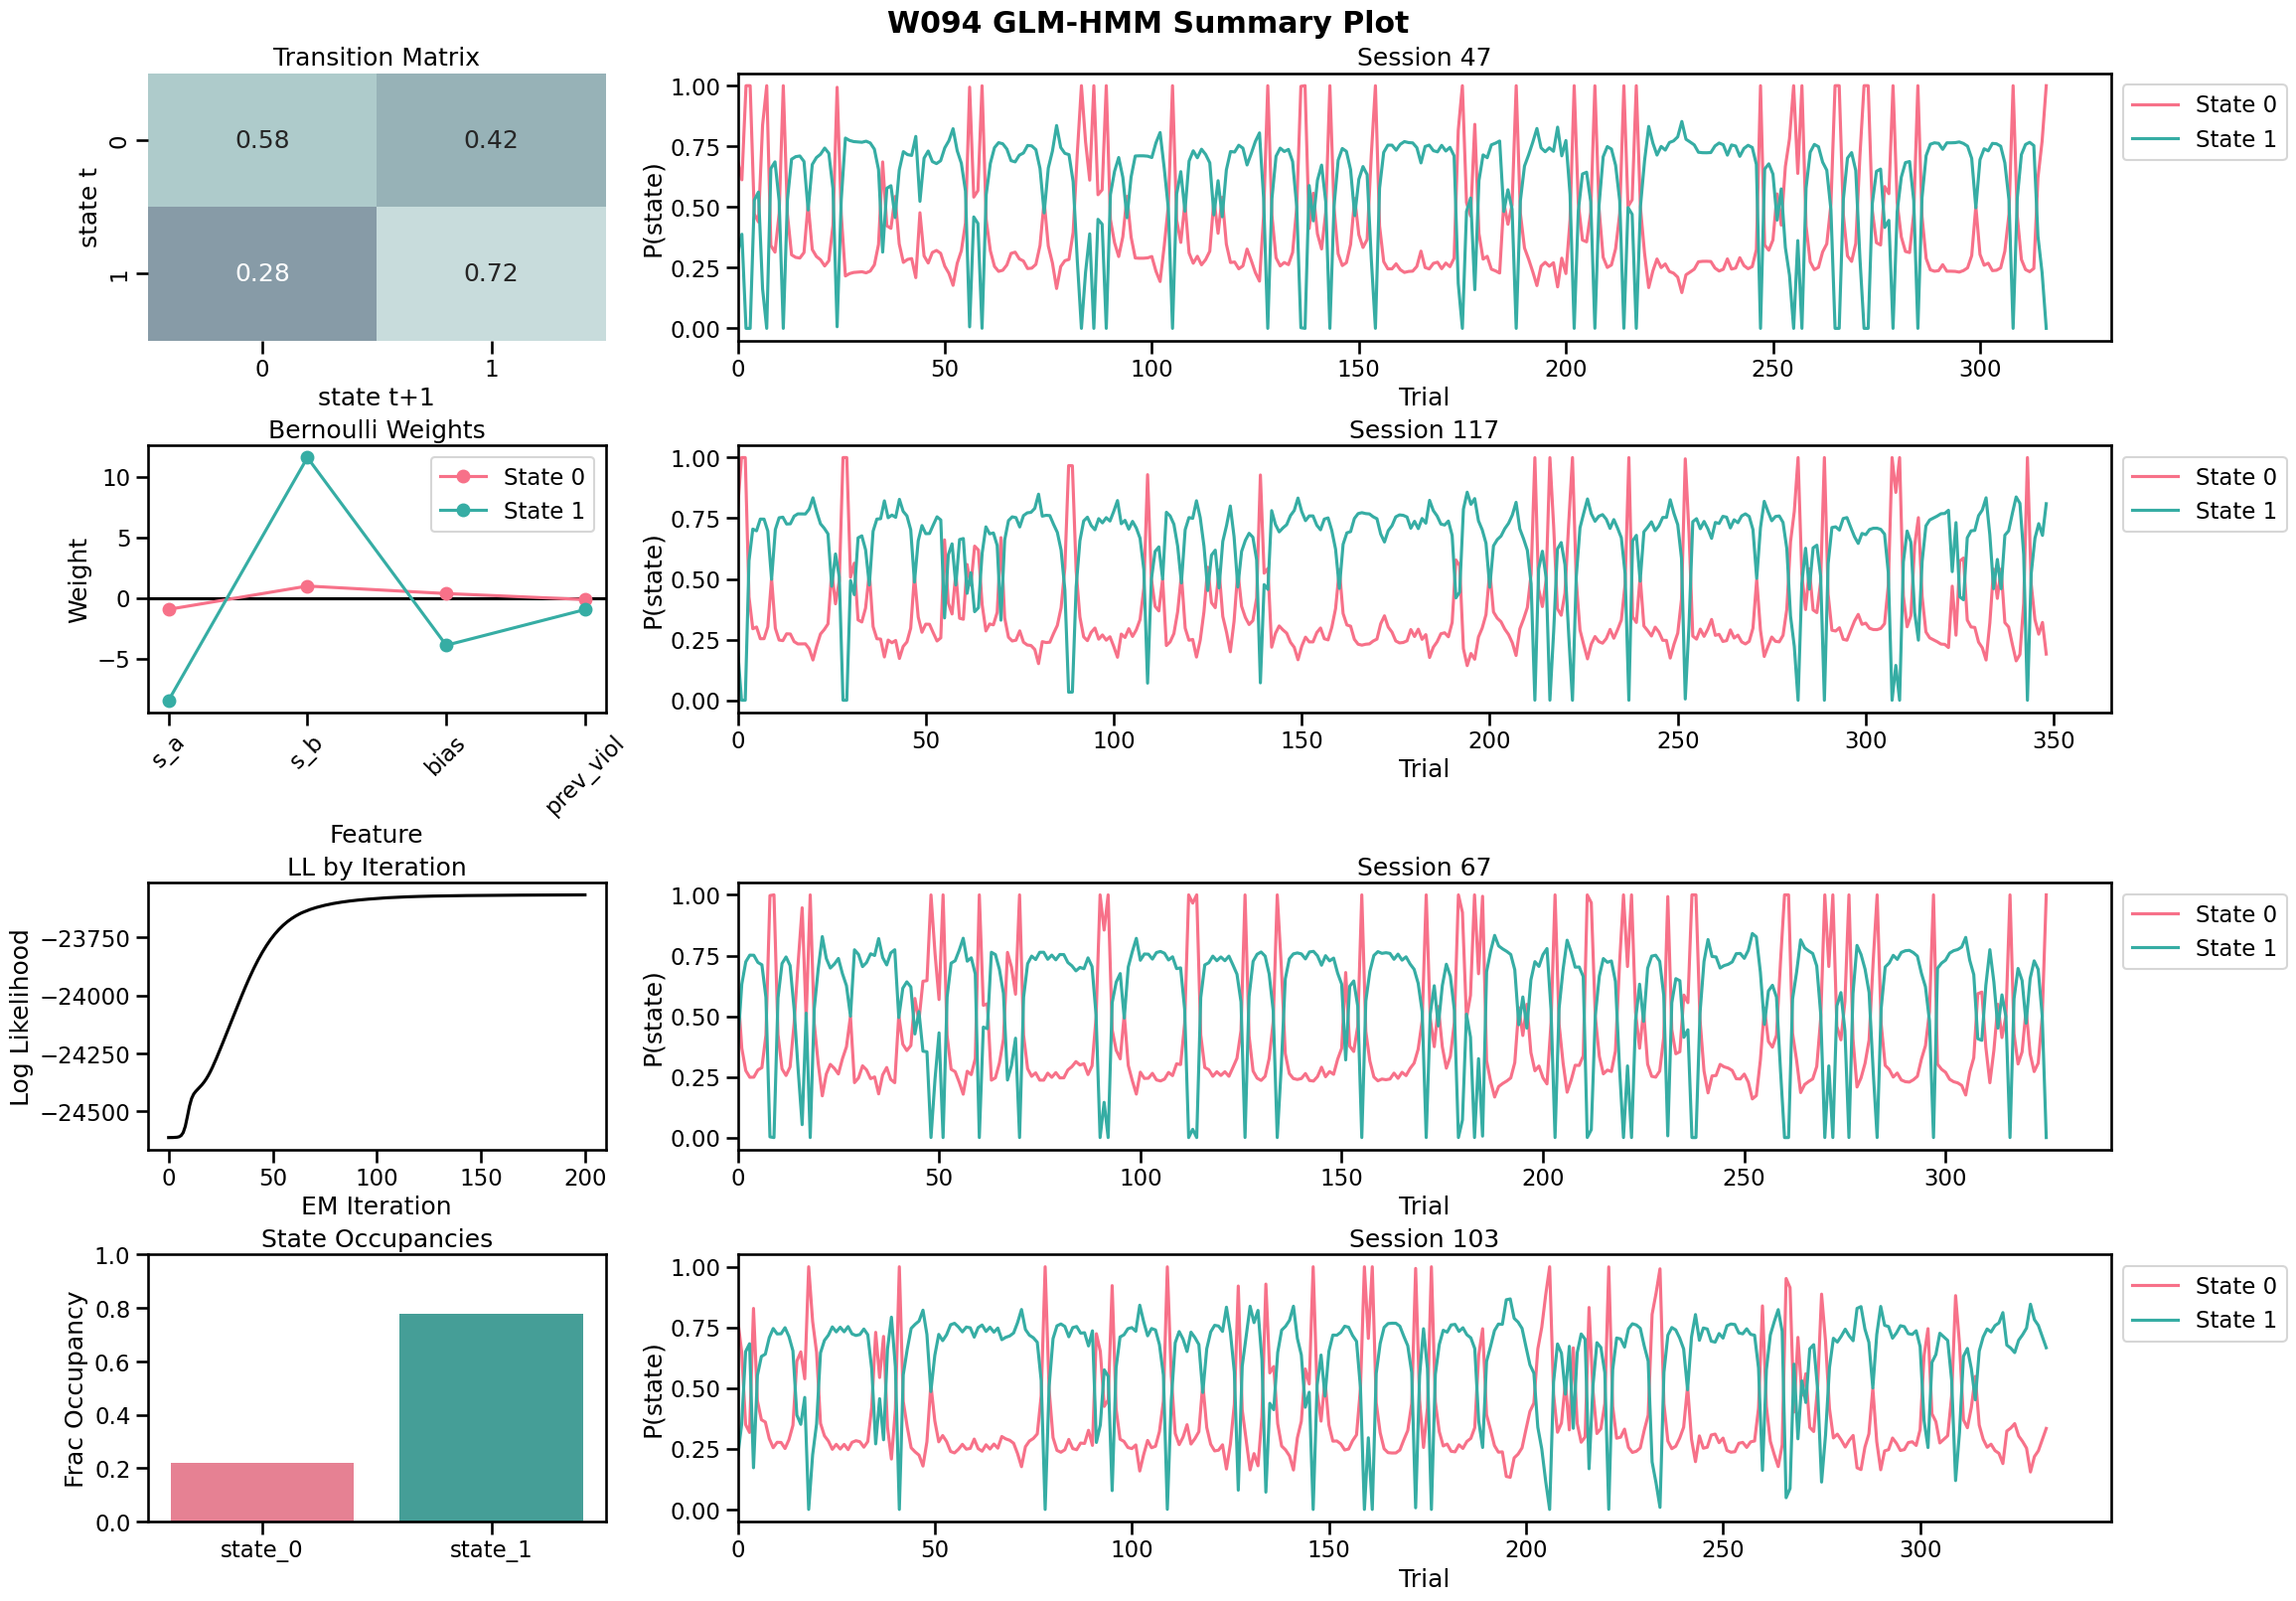 W094 GLM-HMM Summary Plot
Transition Matrix
state t
0
1
0.58
0.42
0.28
0.72
0
1
state t+1
Session 47
P(state)
1.00
0.75
0.50
0.25
0.00
0
50
100
150
200
250
300
Trial
State 0
State 1
Bernoulli Weights
Weight
10
5
0
−5
State 0
State 1
s_a
s_b
bias
prev_viol
Feature
Session 117
P(state)
1.00
0.75
0.50
0.25
0.00
0
50
100
150
200
250
300
350
Trial
State 0
State 1
LL by Iteration
Log Likelihood
−23750
−24000
−24250
−24500
0
50
100
150
200
EM Iteration
Session 67
P(state)
1.00
0.75
0.50
0.25
0.00
0
50
100
150
200
250
300
Trial
State 0
State 1
State Occupancies
Frac Occupancy
1.0
0.8
0.6
0.4
0.2
0.0
state_0
state_1
Session 103
P(state)
1.00
0.75
0.50
0.25
0.00
0
50
100
150
200
250
300
Trial
State 0
State 1